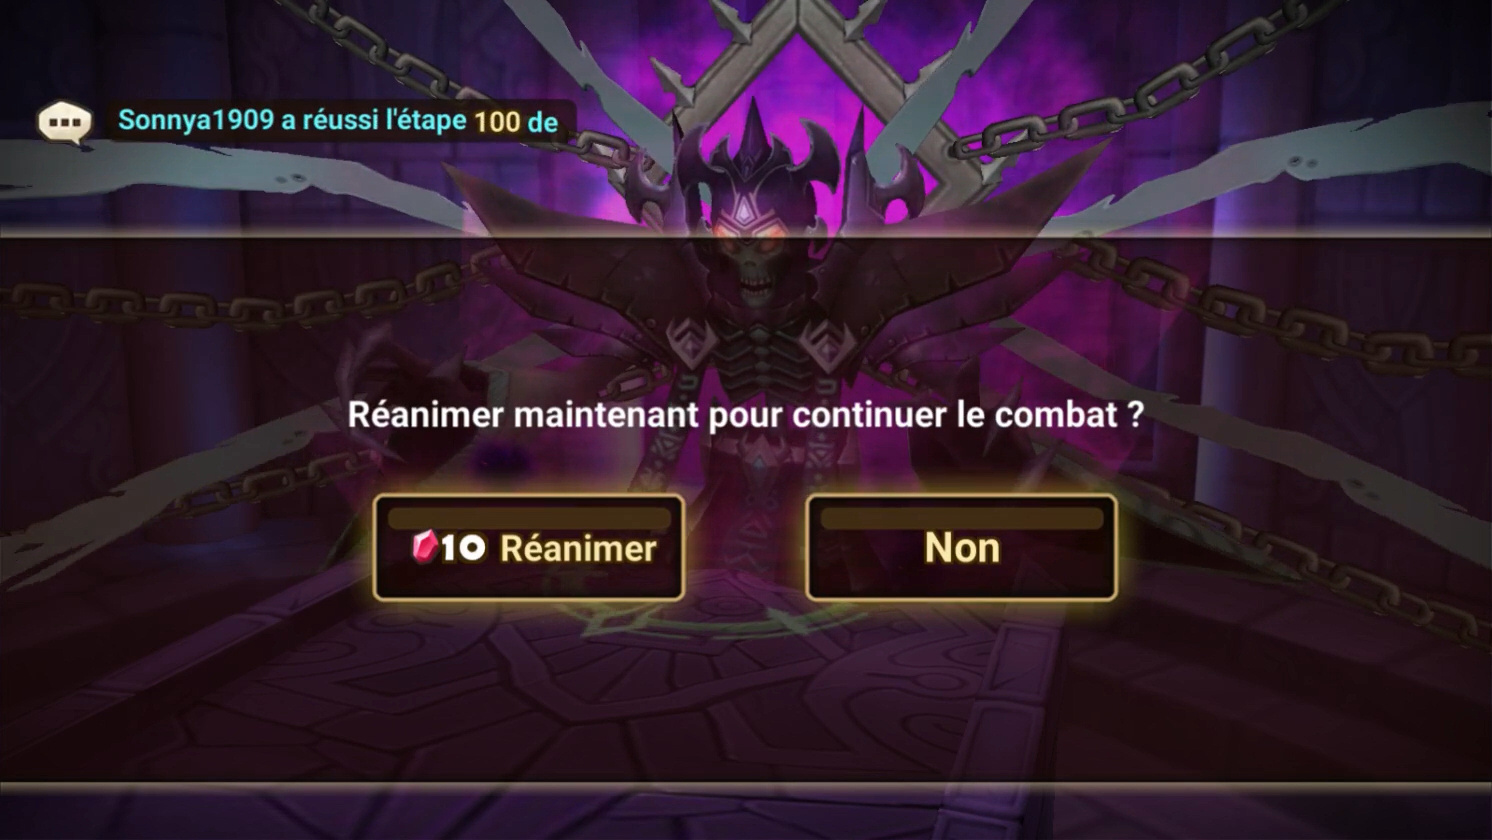 Sonnya1909 a réussi l'étape 100 de
Réanimer maintenant pour continuer le combat ?
10 Réanimer
Non